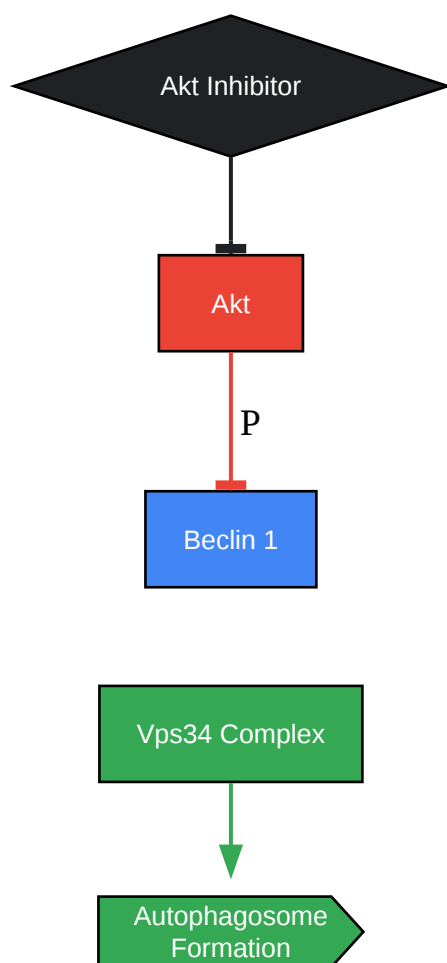 Akt Inhibitor
Akt
P
Beclin 1
Vps34 Complex
Autophagosome
Formation